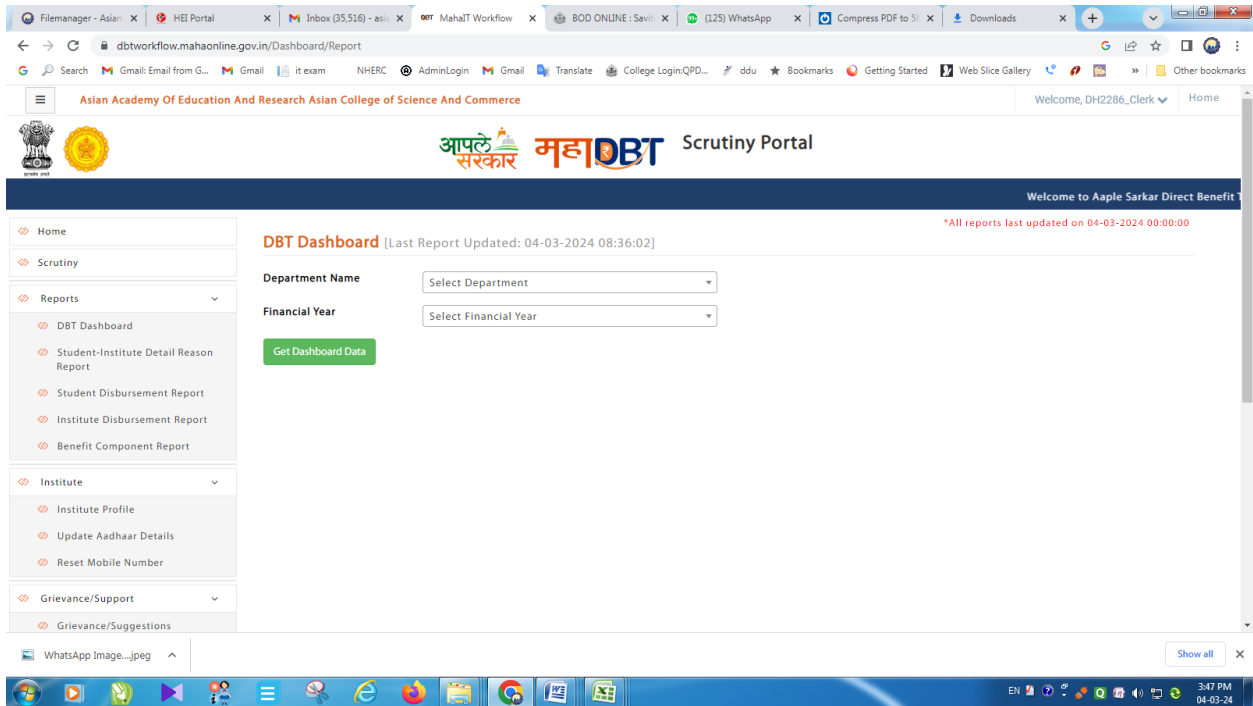 Filemanager - Asian
HEI Portal
Inbox (35,516) - asia
MahaIT Workflow
BOD ONLINE : Savit
(125) WhatsApp
Compress PDF to 5
Downloads
dbtworkflow.mahaonline.gov.in/Dashboard/Report
Search
Gmail: Email from G...
Gmail
it exam
NHERC
AdminLogin
Gmail
Translate
College Login:QPD...
ddu
Bookmarks
Getting Started
Web Slice Gallery
Other bookmarks
Asian Academy Of Education And Research Asian College of Science And Commerce
Welcome, DH2286_Clerk
Home
आपले सरकार
महाDBT
Scrutiny Portal
Welcome to Aaple Sarkar Direct Benefit T
*All reports last updated on 04-03-2024 00:00:00
Home
Scrutiny
Reports
DBT Dashboard
Student-Institute Detail Reason
Report
Student Disbursement Report
Institute Disbursement Report
Benefit Component Report
Institute
Institute Profile
Update Aadhaar Details
Reset Mobile Number
Grievance/Support
Grievance/Suggestions
DBT Dashboard [Last Report Updated: 04-03-2024 08:36:02]
Department Name
Select Department
Financial Year
Select Financial Year
Get Dashboard Data
WhatsApp Image....jpeg
Show all
EN
3:47 PM
04-03-24